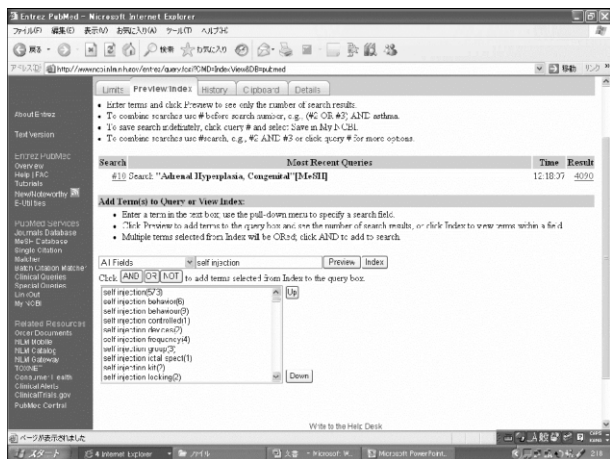 Entrez PubMed - Microsoft Internet Explorer
ファイル(F) 編集(E) 表示(V) お気に入り(A) ツール(T) ヘルプ(H)
戻る 検索 お気に入り
アドレス(D) 移動 リンク
Limits Preview/Index History Clipboard Details
About Entrez
Text Version
Entrez PubMed
Overview
Help | FAQ
Tutorials
New/Noteworthy
E-Utilities
PubMed Services
Journals Database
MeSH Database
Single Citation
Matcher
Batch Citation Matcher
Clinical Queries
Special Queries
LinkOut
My NCBI
Related Resources
Order Documents
NLM Mobile
NLM Catalog
NLM Gateway
TOXNET
Consumer Health
Clinical Alerts
ClinicalTrials.gov
PubMed Central
• Enter terms and click Preview to see only the number of search results.
• To combine searches use # before search number, e.g., (#2 OR #3) AND asthma.
• To save search indefinitely, click query # and select Save in My NCBI.
• To combine searches use #search, e.g., #2 AND #3 or click query # for more options.
Search Most Recent Queries Time Result
#10 Search "Adrenal Hyperplasia, Congenital"[MeSH] 12:18:07 4090
Add Term(s) to Query or View Index:
• Enter a term in the text box; use the pull-down menu to specify a search field.
• Click Preview to add terms to the query box and see the number of search results, or click Index to view terms within a field.
• Multiple terms selected from Index will be ORed; click AND to add to search.
All Fields self injection Preview Index
Click AND OR NOT to add terms selected from Index to the query box.
self injection(573)
self injection behavior(6)
self injection behaviour(3)
self injection controlled(1)
self injection devices(2)
self injection frequency(4)
self injection group(3)
self injection ictal spect(1)
self injection kit(2)
self injection locking(2)
Up
Down
Write to the Help Desk
ページが表示されました
スタート 4 Internet Explorer Microsoft PowerPoint...